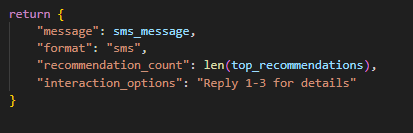 return {
    "message": sms_message,
    "format": "sms",
    "recommendation_count": len(top_recommendations),
    "interaction_options": "Reply 1-3 for details"
}